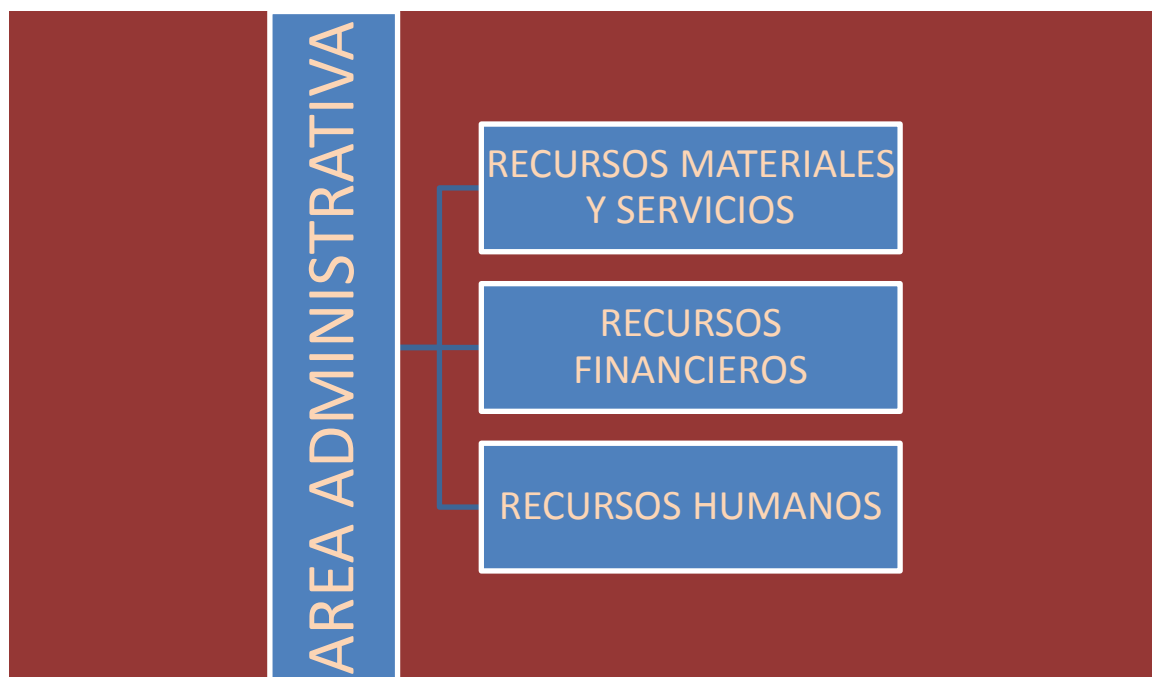 AREA ADMINISTRATIVA
RECURSOS MATERIALES
Y SERVICIOS
RECURSOS
FINANCIEROS
RECURSOS HUMANOS